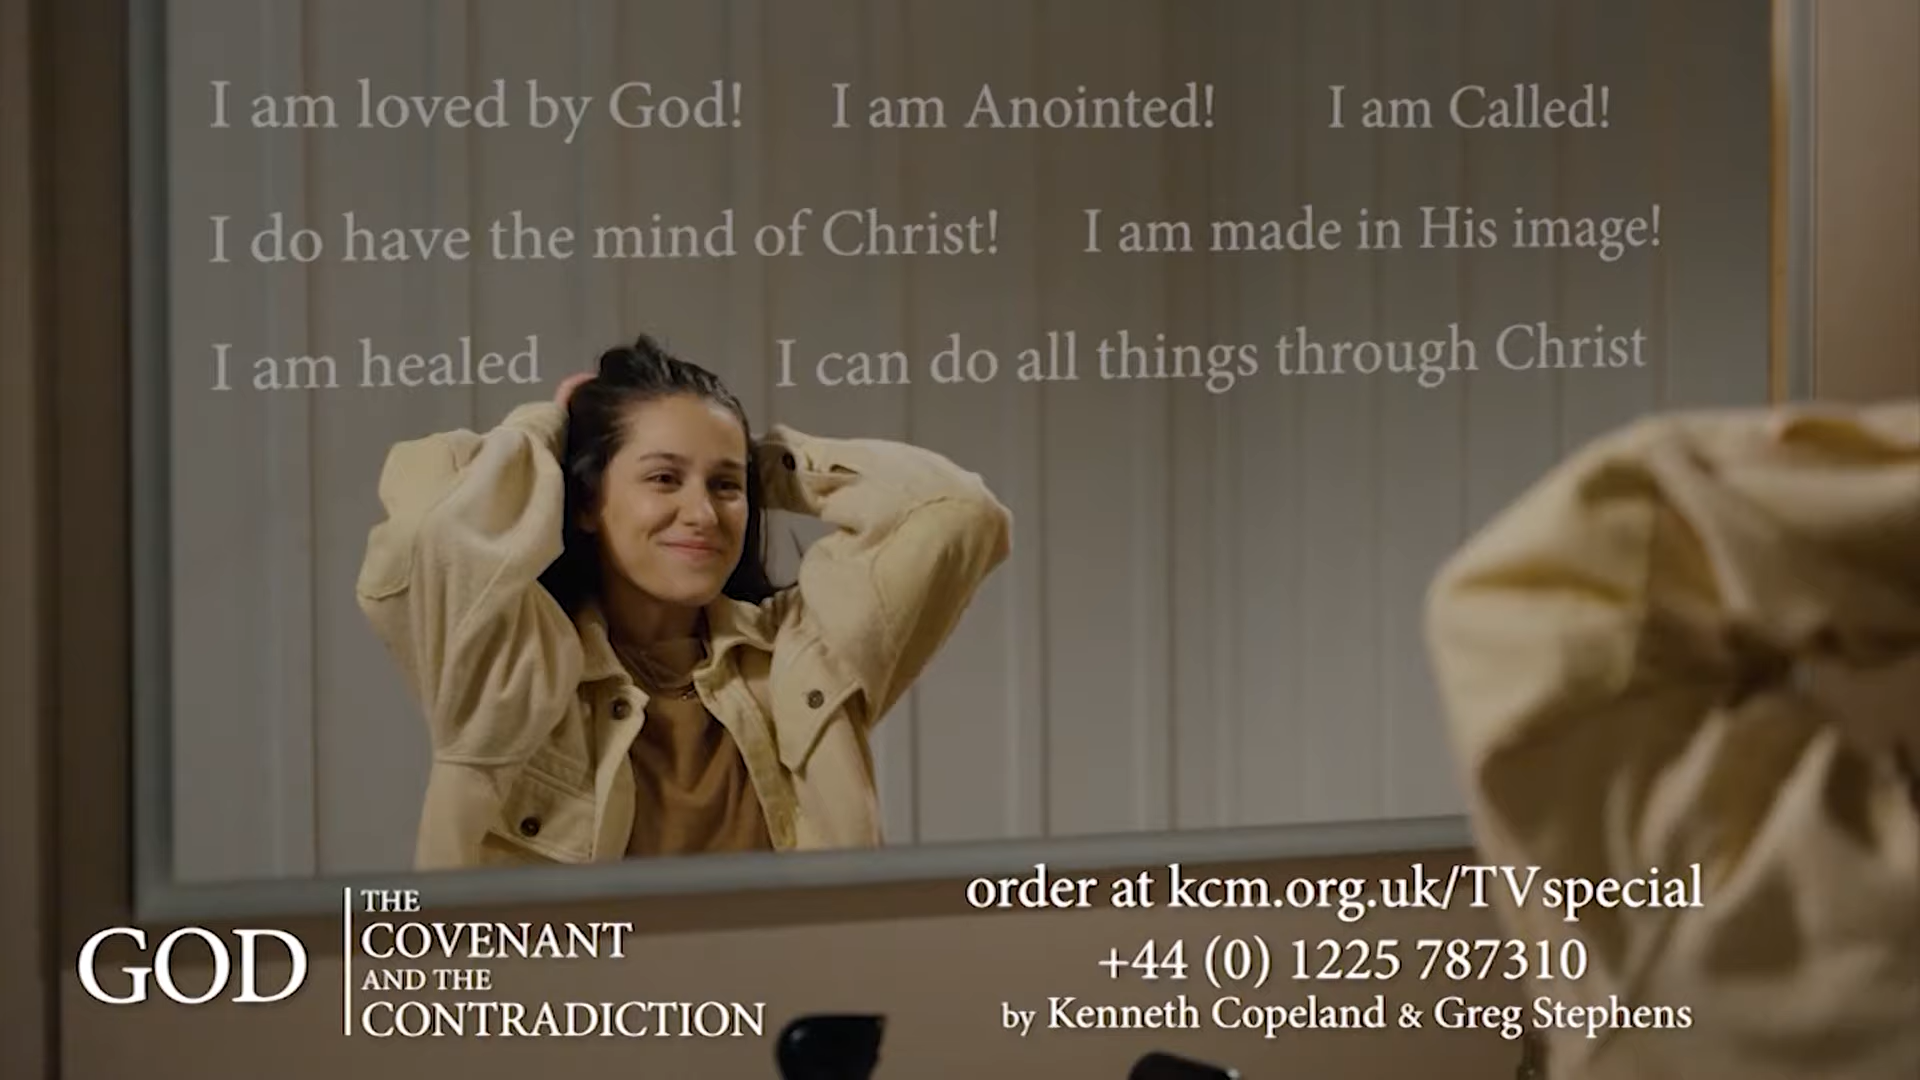 I am loved by God! I am Anointed! I am Called!
I do have the mind of Christ! I am made in His image!
I am healed I can do all things through Christ
GOD
THE
COVENANT
AND THE
CONTRADICTION
order at kcm.org.uk/TVspecial
+44 (0) 1225 787310
by Kenneth Copeland & Greg Stephens